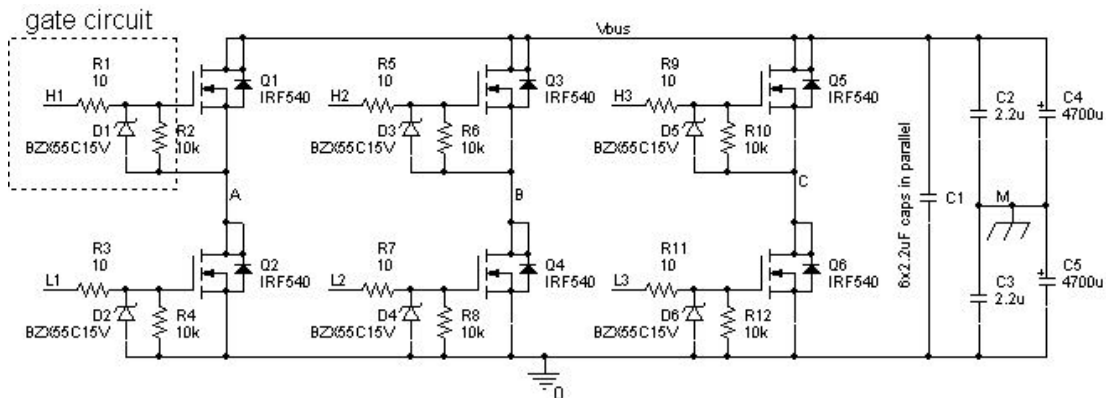 gate circuit
Vbus
R1
10
H1
D1
BZX55C15V
R2
10k
Q1
IRF540
R5
10
H2
D3
BZX55C15V
R6
10k
Q3
IRF540
R9
10
H3
D5
BZX55C15V
R10
10k
Q5
IRF540
A
B
C
R3
10
L1
D2
BZX55C15V
R4
10k
Q2
IRF540
R7
10
L2
D4
BZX55C15V
R8
10k
Q4
IRF540
R11
10
L3
D6
BZX55C15V
R12
10k
Q6
IRF540
6x2.2uF caps in parallel
C1
C2
2.2u
+
C4
4700u
M
C3
2.2u
+
C5
4700u
0